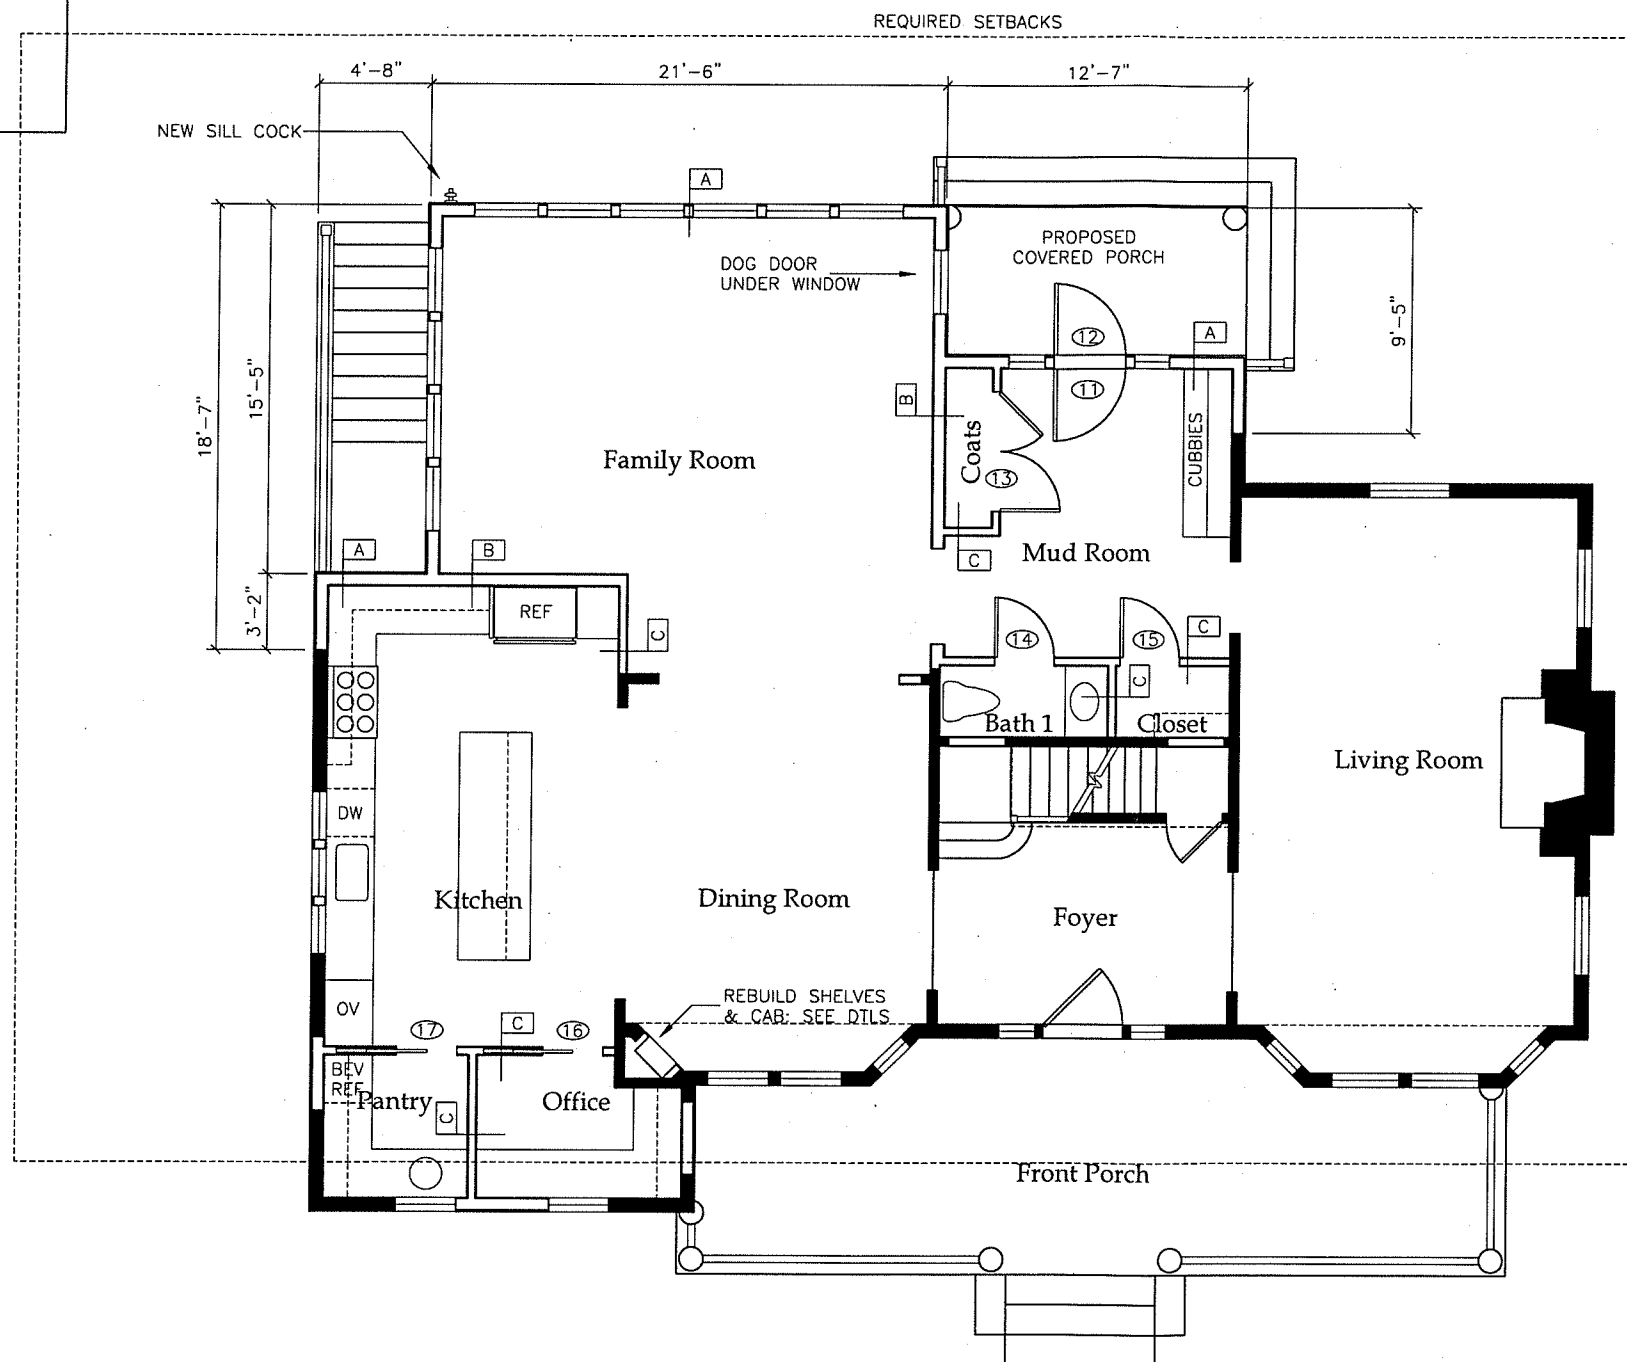 REQUIRED SETBACKS
4'-8"
21'-6"
12'-7"
NEW SILL COCK
A
PROPOSED
COVERED PORCH
DOG DOOR
UNDER WINDOW
9'-5"
12
A
11
15'-5"
18'-7"
B
Coats
CUBBIES
Family Room
13
A
B
C
Mud Room
3'-2"
REF
C
14
15
C
C
Bath 1
Closet
Living Room
DW
Kitchen
Dining Room
Foyer
OV
REBUILD SHELVES
& CAB: SEE DTLS
17
C
16
BEV
REF
Pantry
C
Office
Front Porch